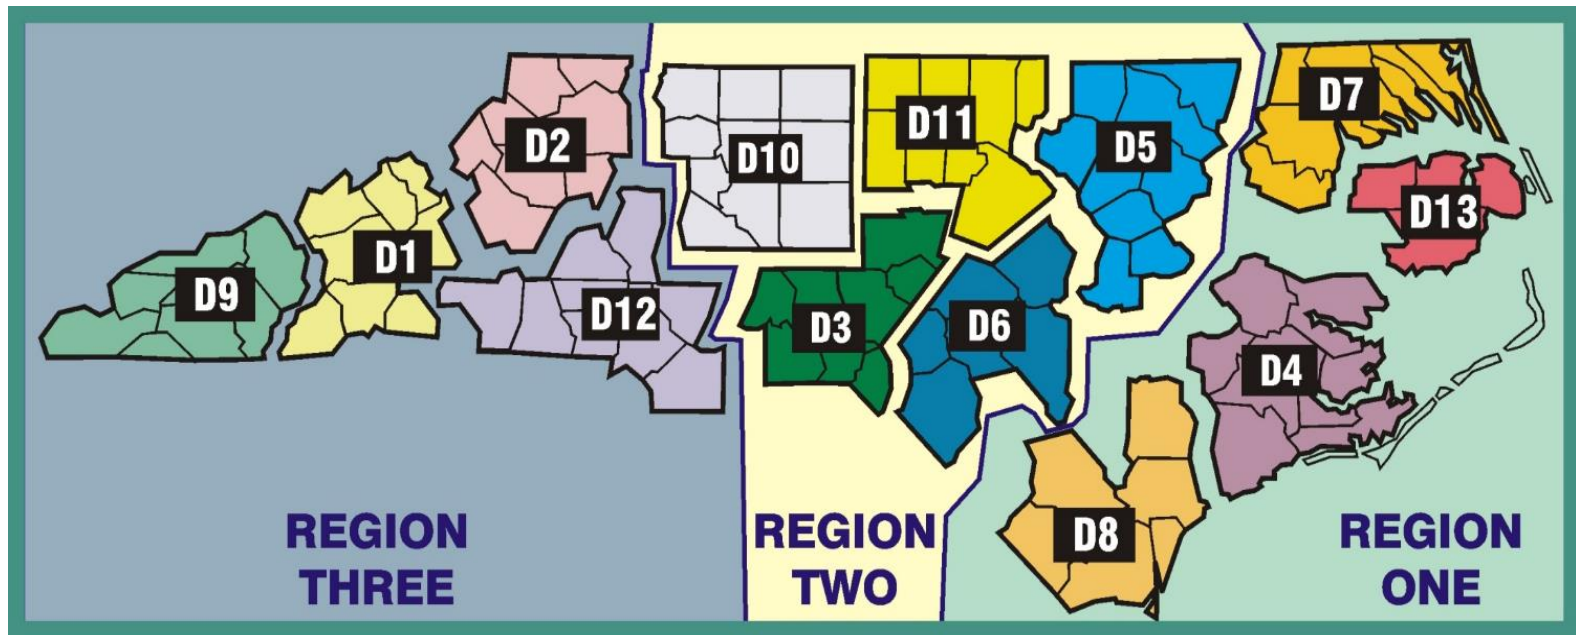 D2
D10
D11
D5
D7
D13
D9
D1
D12
D3
D6
D4
D8
REGION
THREE
REGION
TWO
REGION
ONE